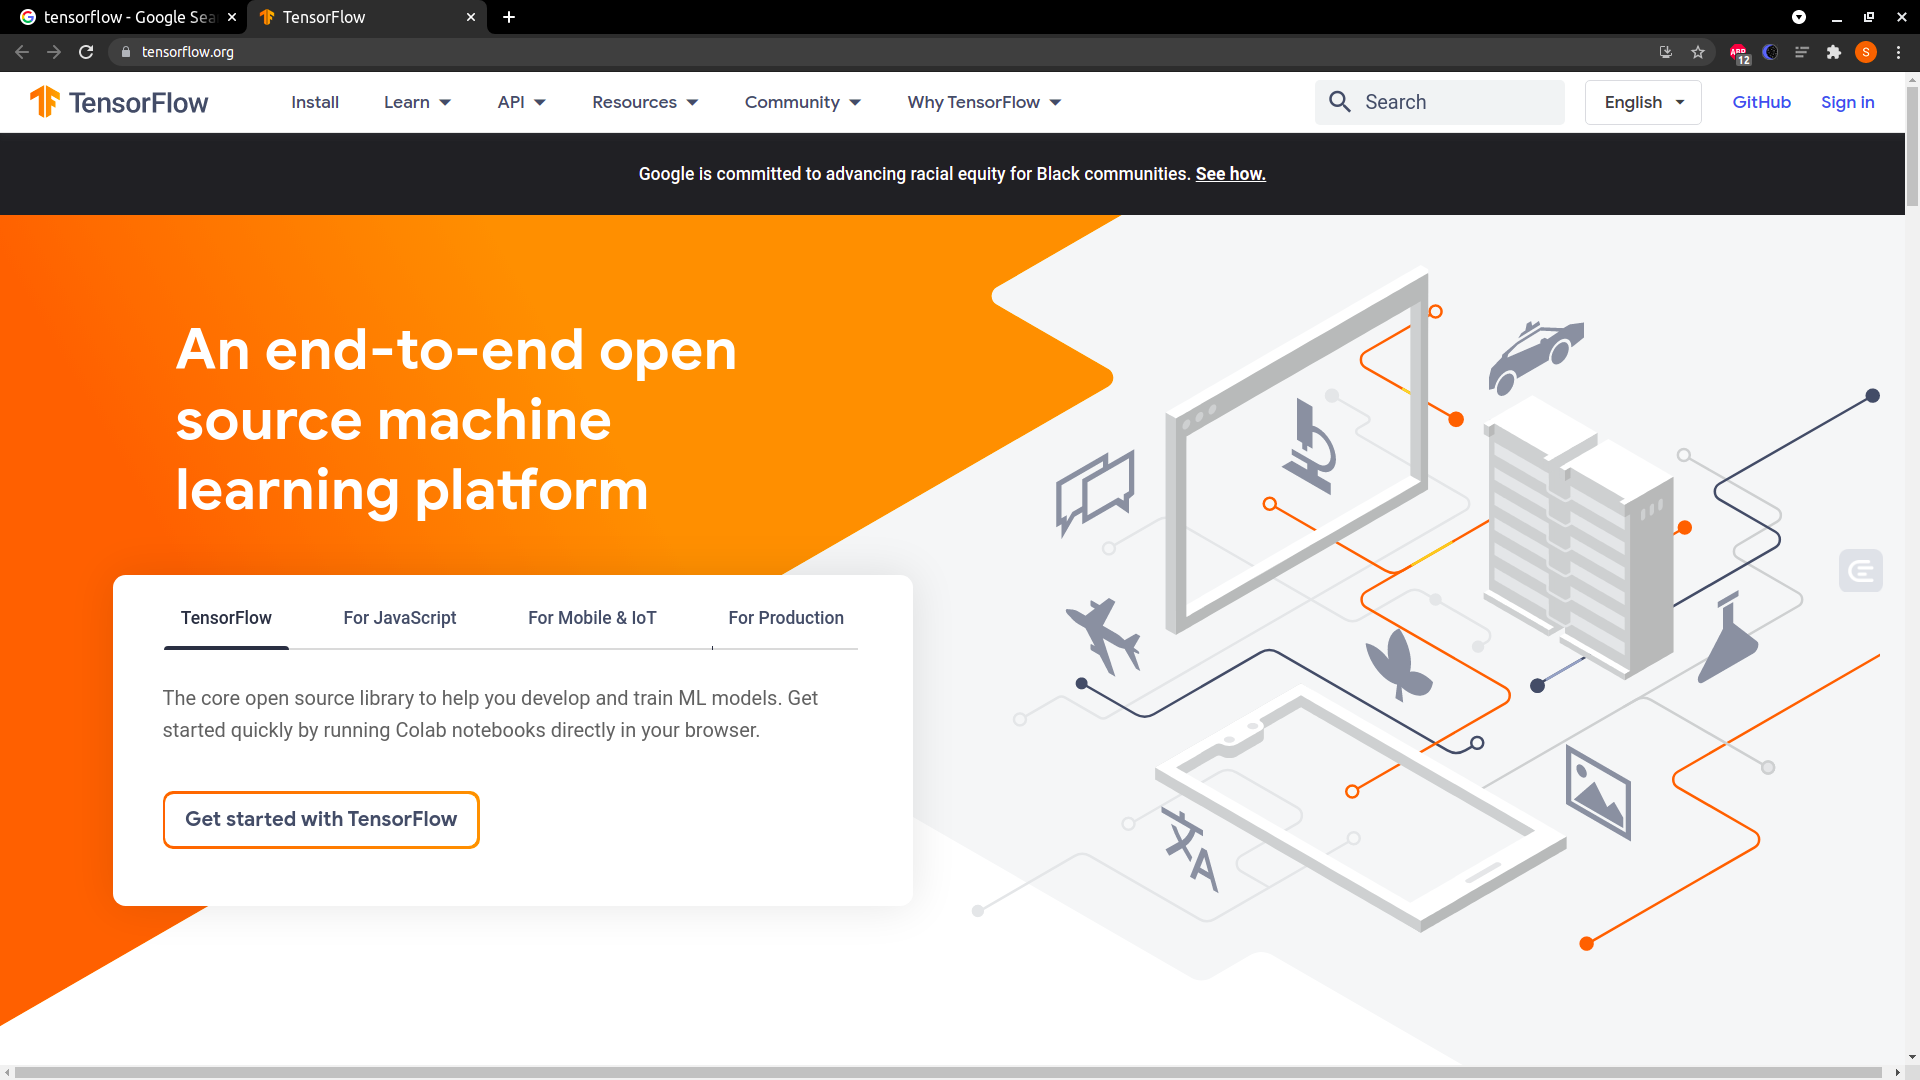 tensorflow - Google Sea
TensorFlow
tensorflow.org
12
S
TensorFlow
Install
Learn
API
Resources
Community
Why TensorFlow
Search
English
GitHub
Sign in
Google is committed to advancing racial equity for Black communities. See how.
An end-to-end open
source machine
learning platform
TensorFlow
For JavaScript
For Mobile & IoT
For Production
The core open source library to help you develop and train ML models. Get
started quickly by running Colab notebooks directly in your browser.
Get started with TensorFlow
文A